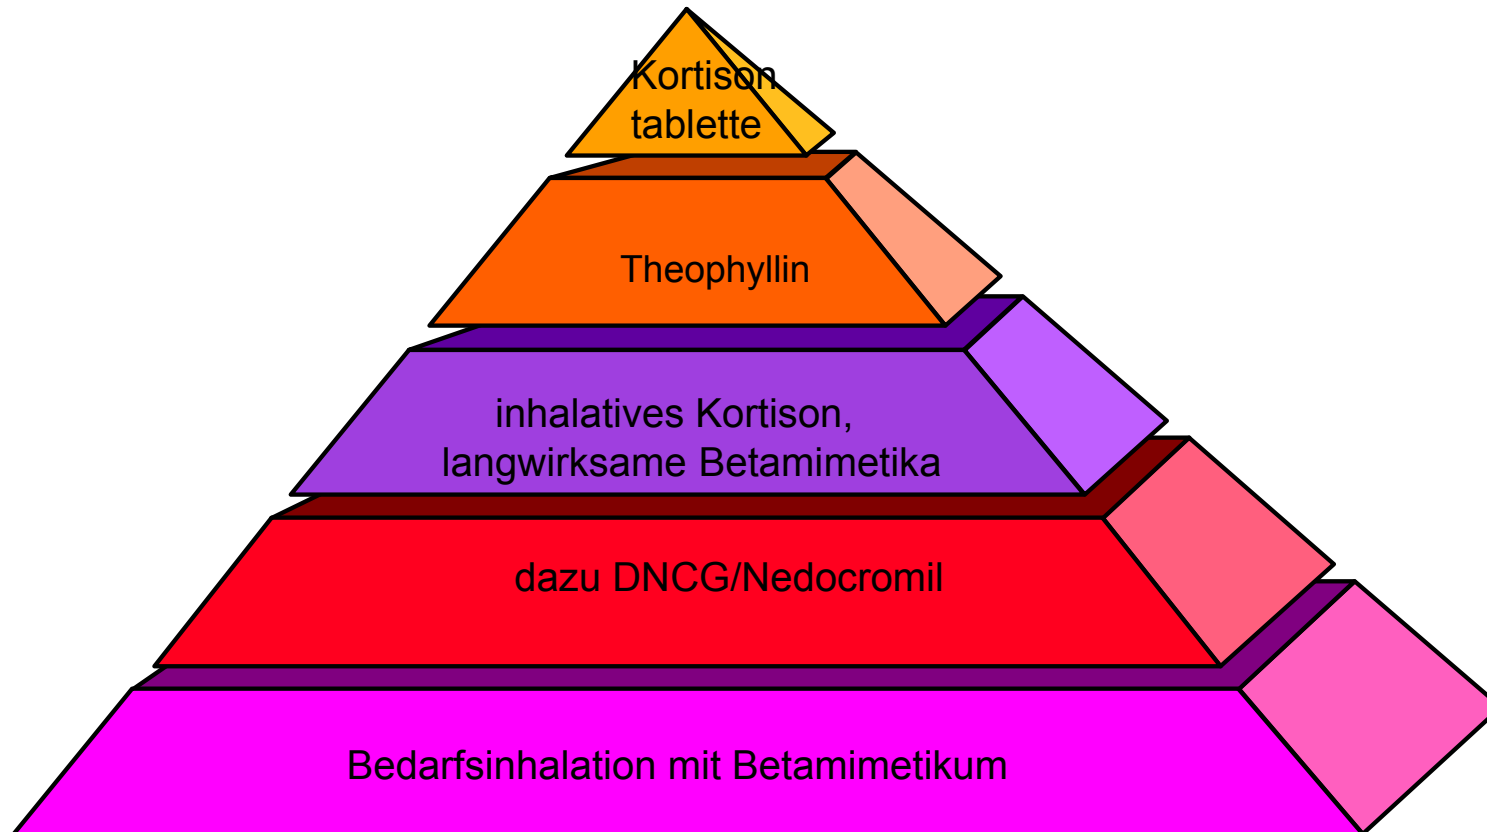 Kortison
tablette
Theophyllin
inhalatives Kortison,
langwirksame Betamimetika
dazu DNCG/Nedocromil
Bedarfsinhalation mit Betamimetikum